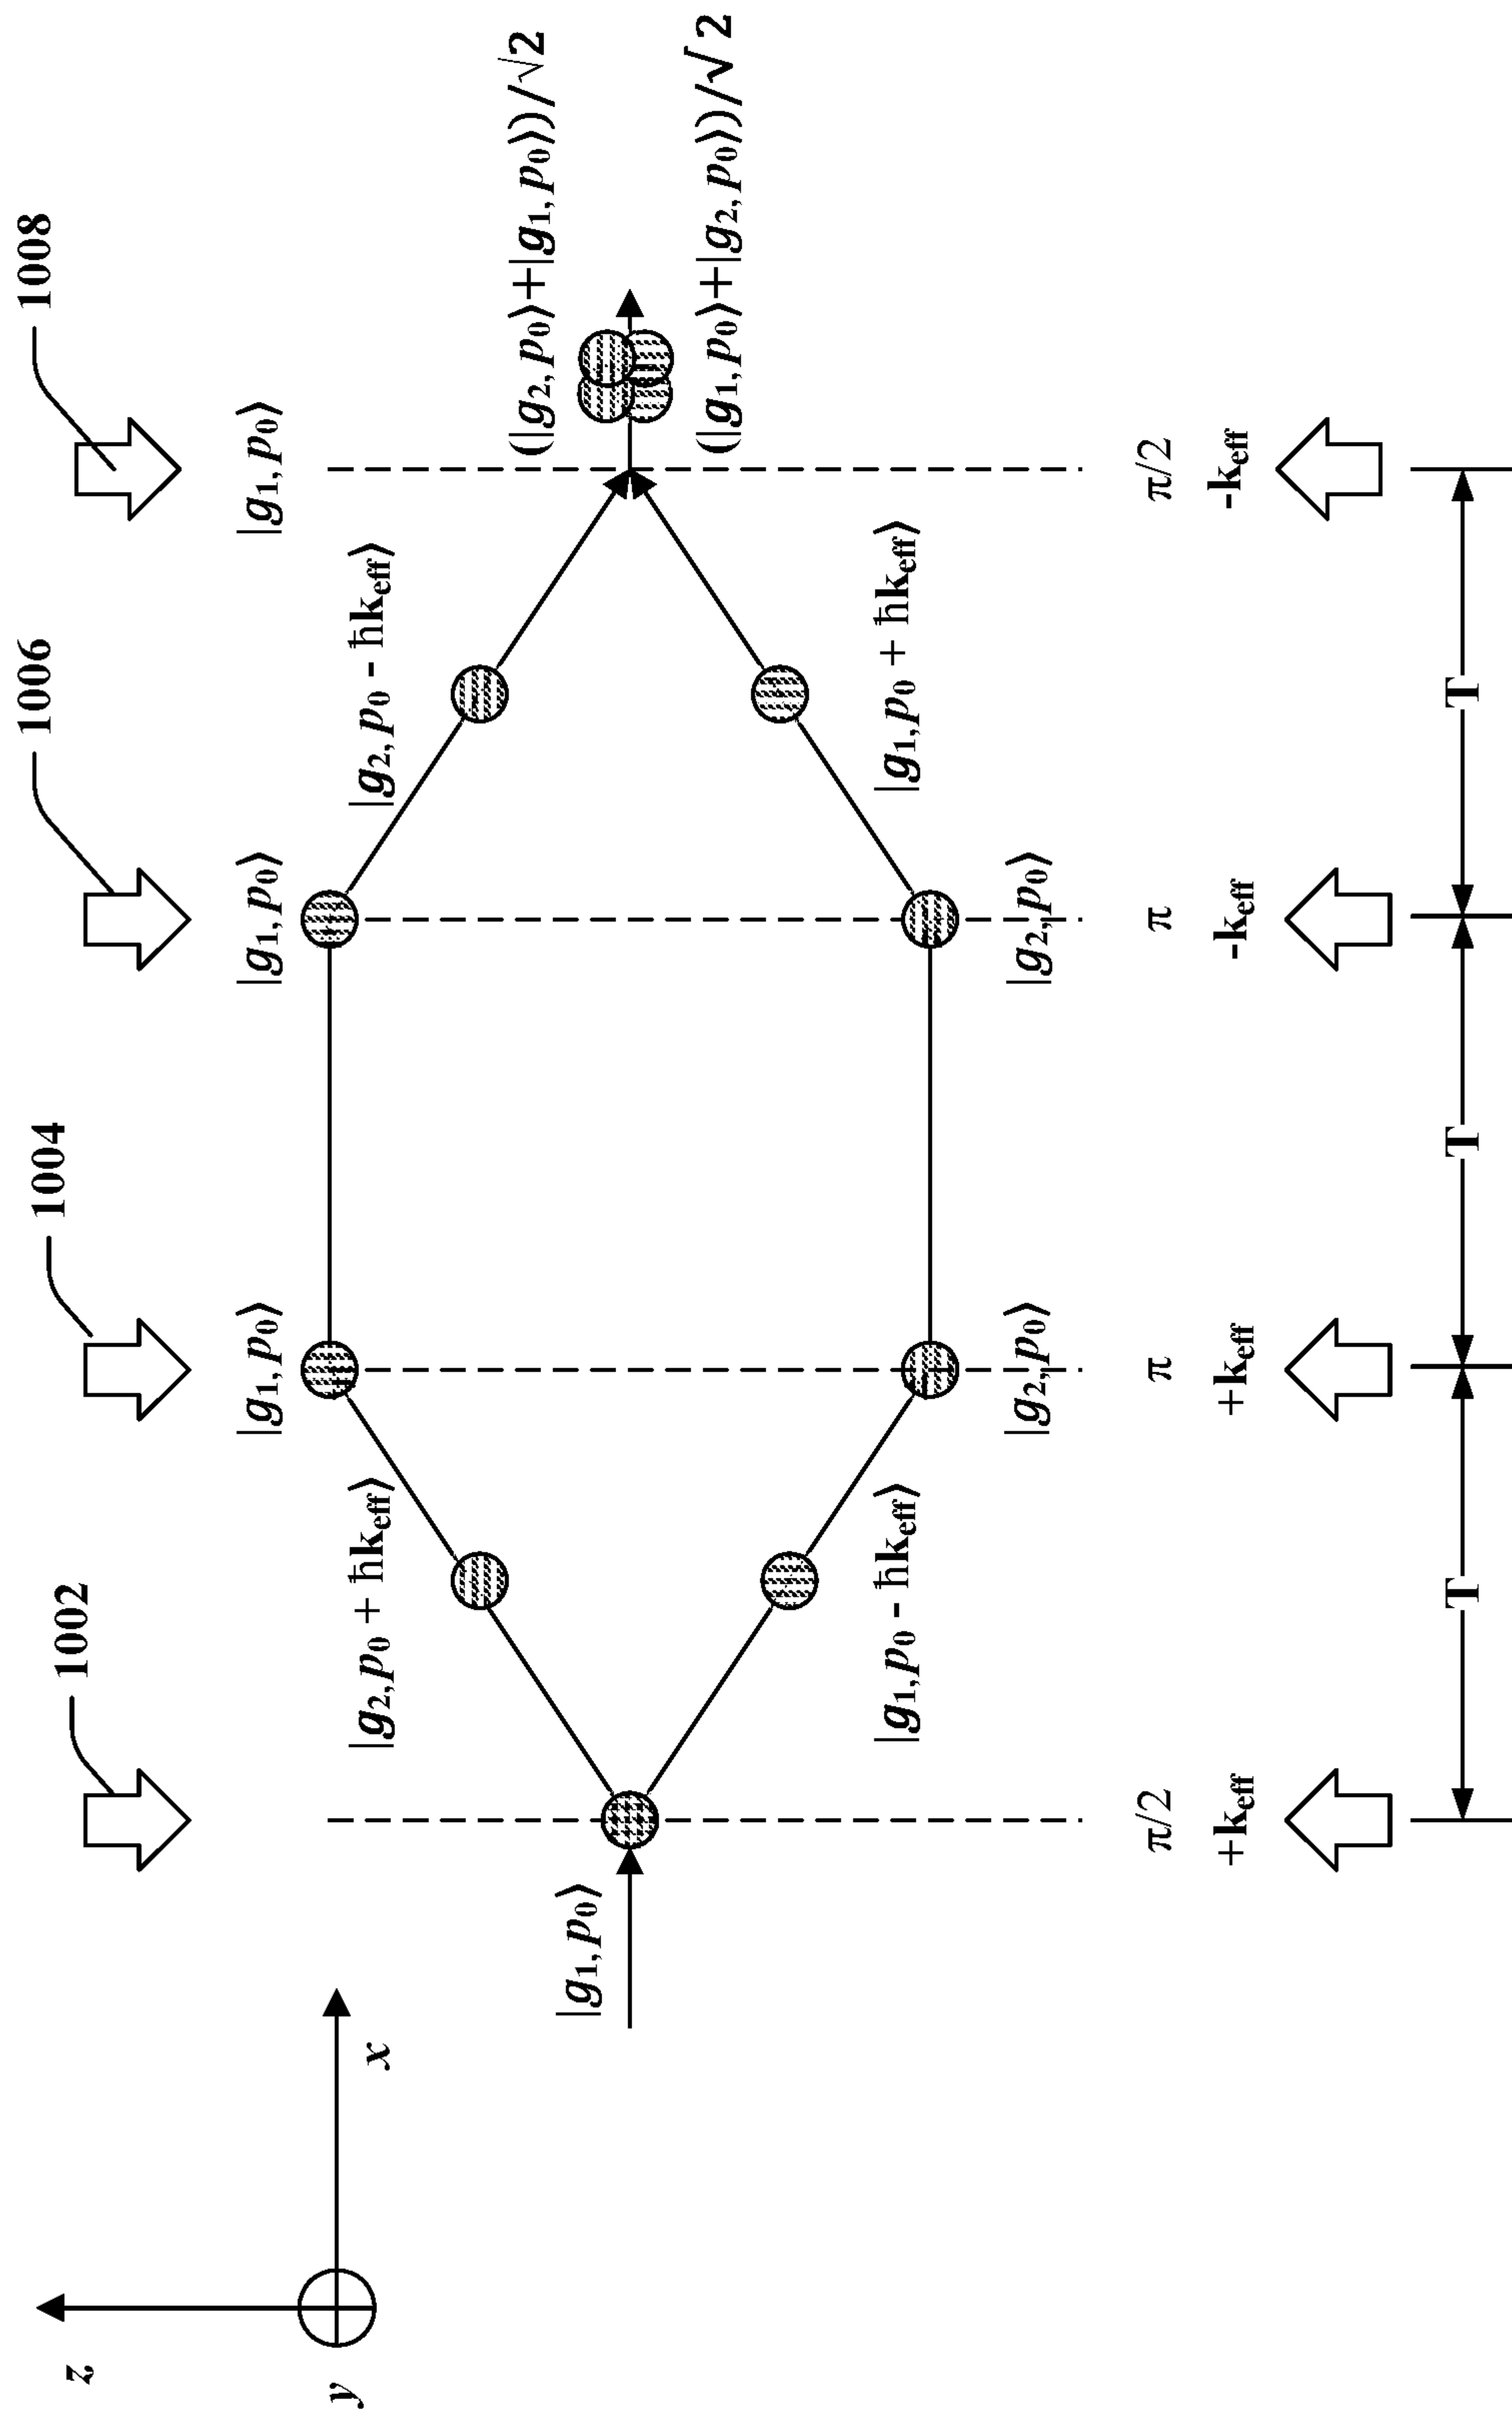 1002
1004
1006
1008
|g1, p0⟩
|g1, p0⟩
|g1, p0⟩
|g2, p0 + ħkeff⟩
|g2, p0 - ħkeff⟩
z
y
x
|g1, p0⟩
(|g2, p0⟩+|g1, p0⟩)/√2
(|g1, p0⟩+|g2, p0⟩)/√2
|g1, p0 - ħkeff⟩
|g1, p0 + ħkeff⟩
|g2, p0⟩
|g2, p0⟩
π/2
π
π
π/2
+keff
+keff
-keff
-keff
T
T
T